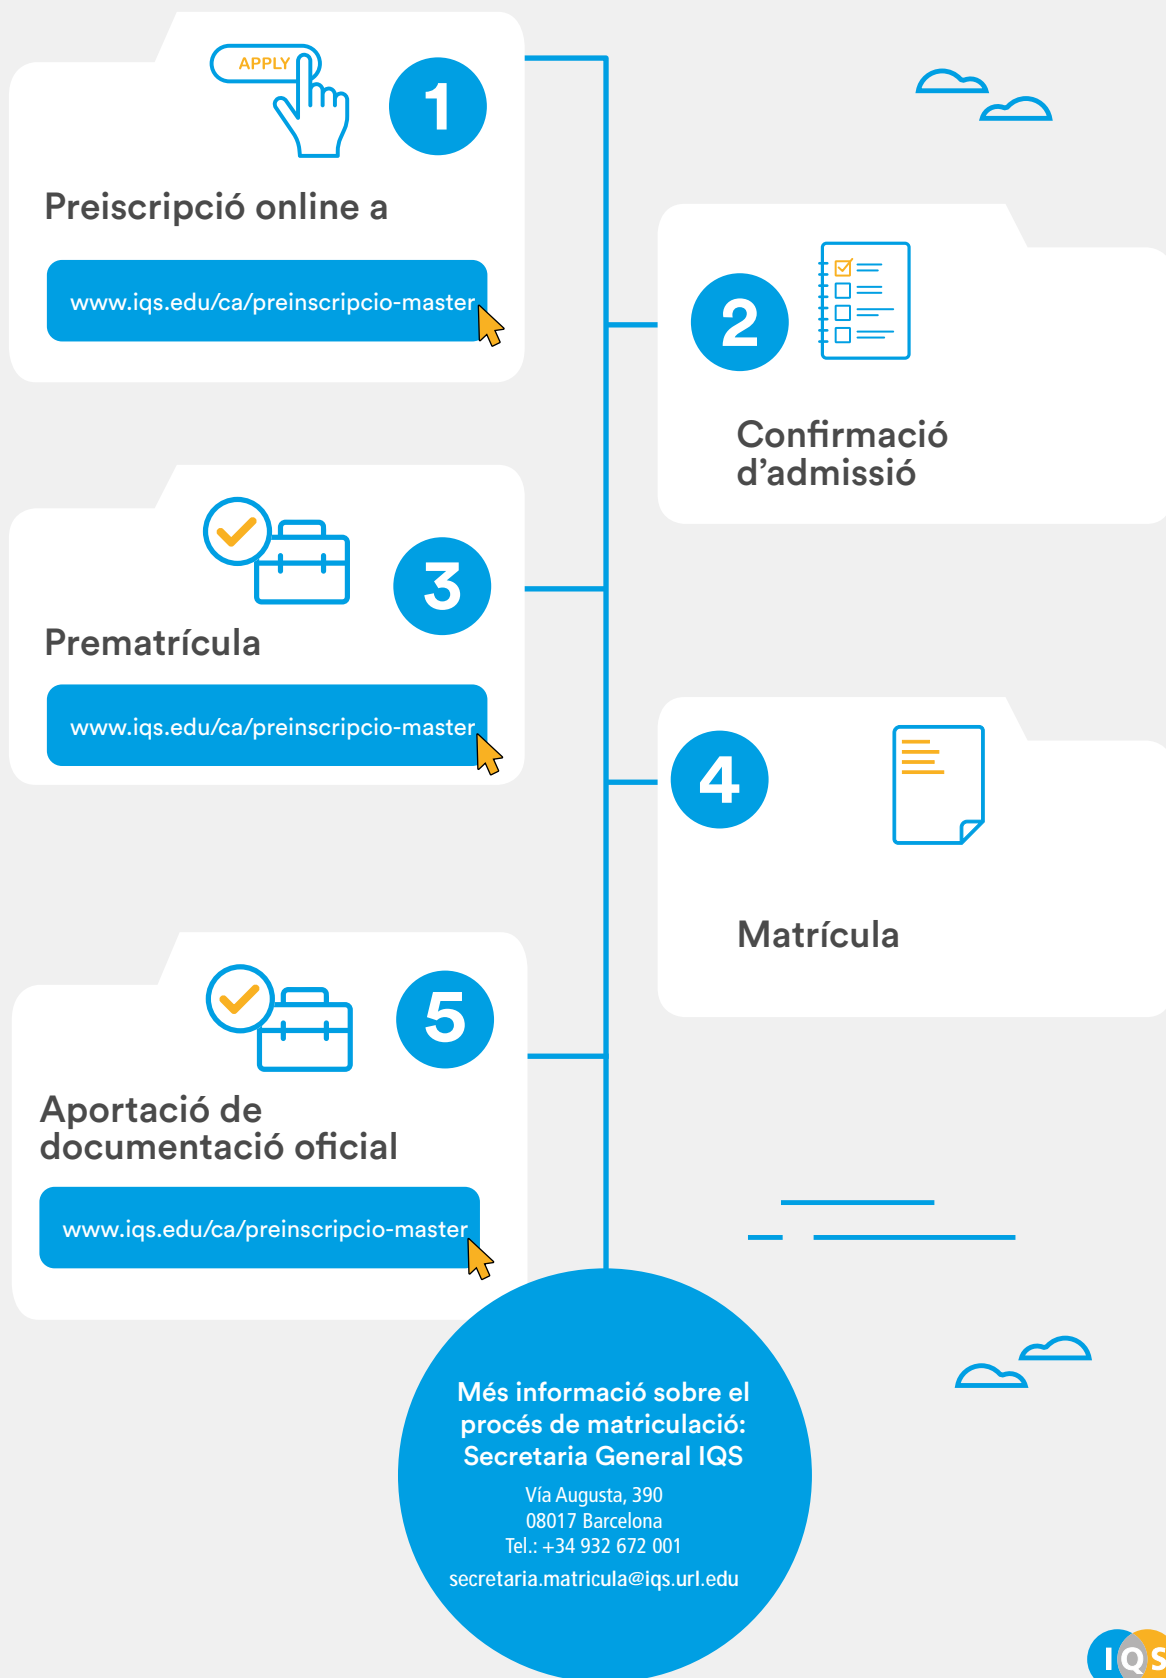 APPLY
1
Preiscripció online a
www.iqs.edu/ca/preinscripcio-master
2
Confirmació
d’admissió
3
Prematrícula
www.iqs.edu/ca/preinscripcio-master
4
Matrícula
5
Aportació de
documentació oficial
www.iqs.edu/ca/preinscripcio-master
Més informació sobre el
procés de matriculació:
Secretaria General IQS
Vía Augusta, 390
08017 Barcelona
Tel.: +34 932 672 001
secretaria.matricula@iqs.url.edu
IQS